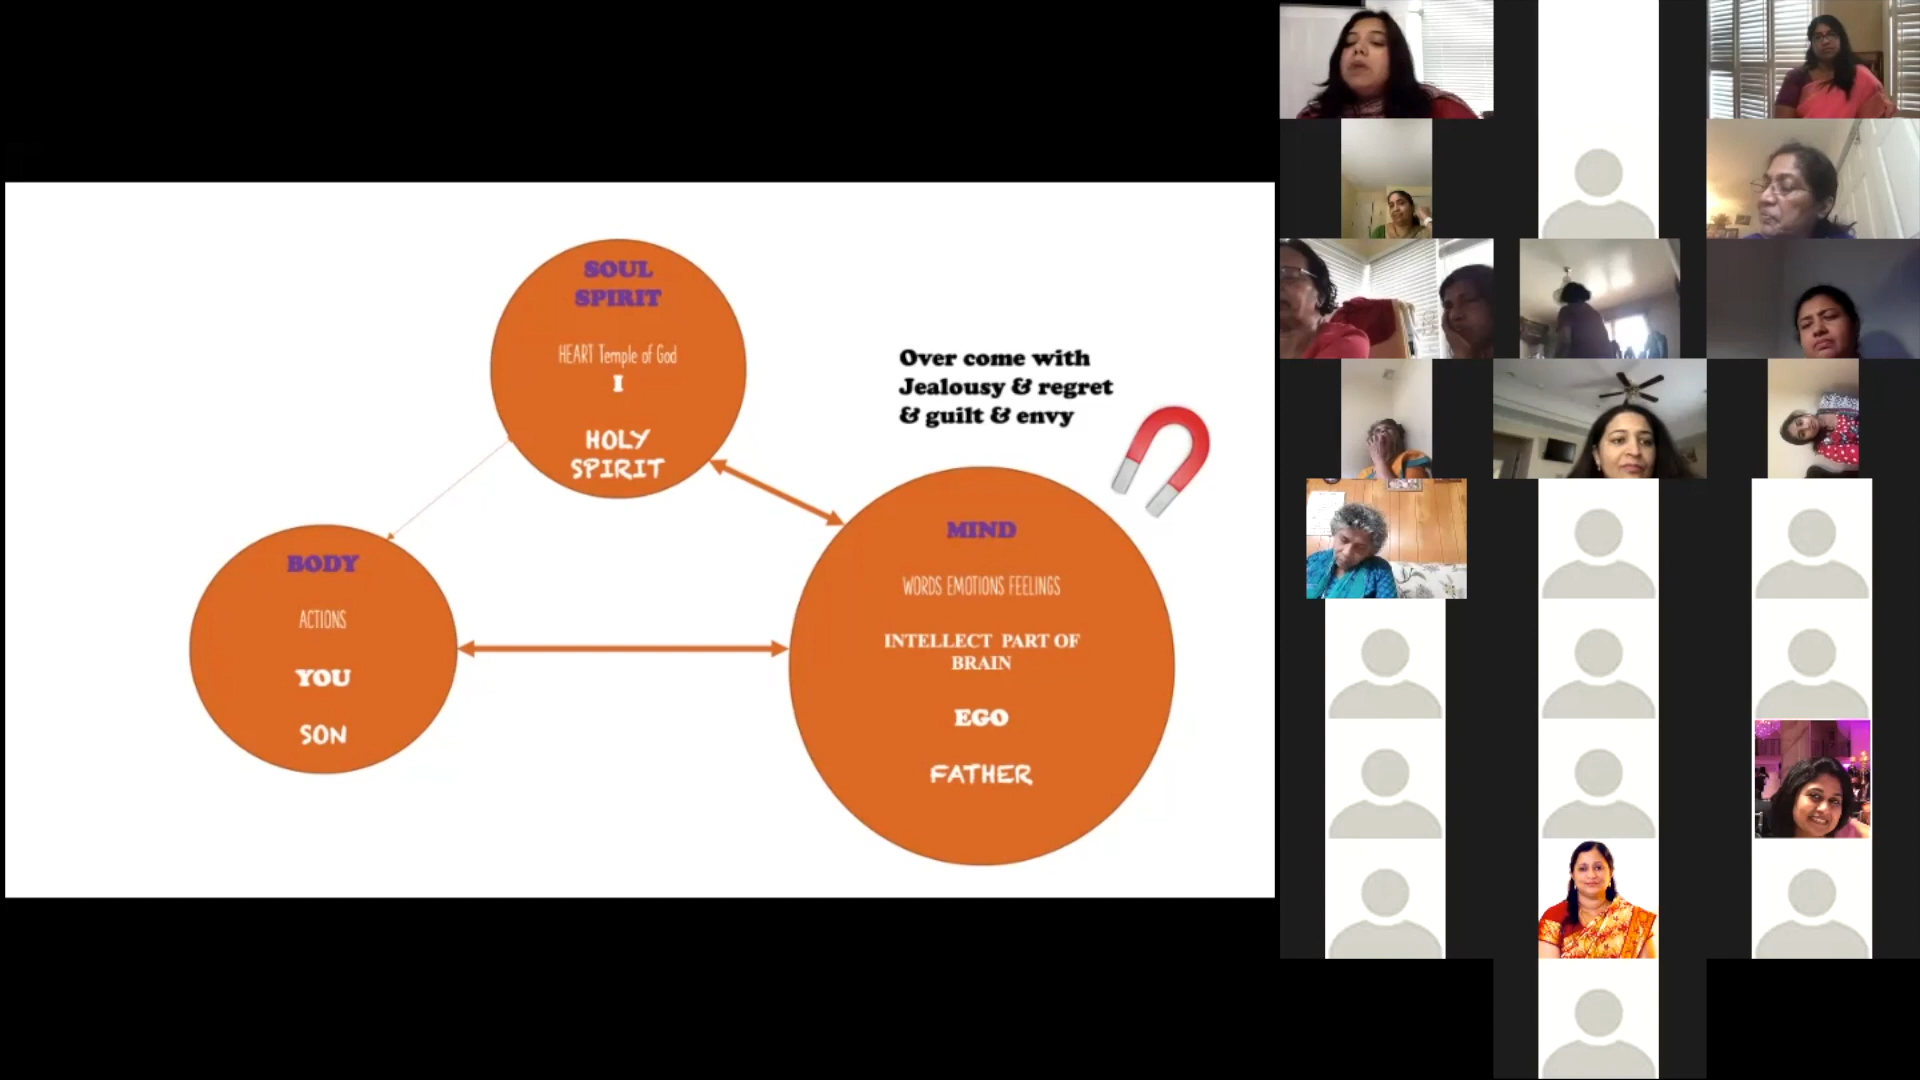 SOUL
SPIRIT
HEART Temple of God
I
HOLY
SPIRIT
Over come with
Jealousy & regret
& guilt & envy
BODY
ACTIONS
YOU
SON
MIND
WORDS EMOTIONS FEELINGS
INTELLECT PART OF
BRAIN
EGO
FATHER